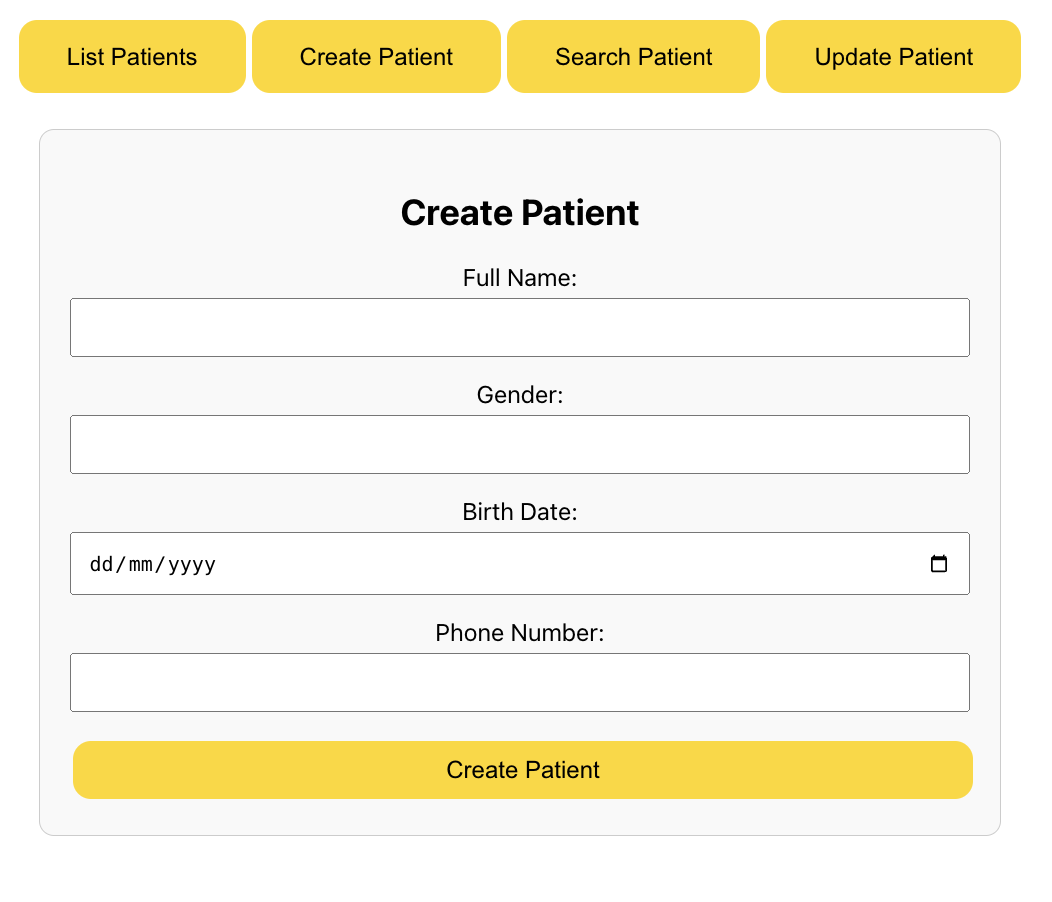 List Patients Create Patient Search Patient Update Patient
Create Patient
Full Name:
Gender:
Birth Date:
dd/mm/yyyy
Phone Number:
Create Patient